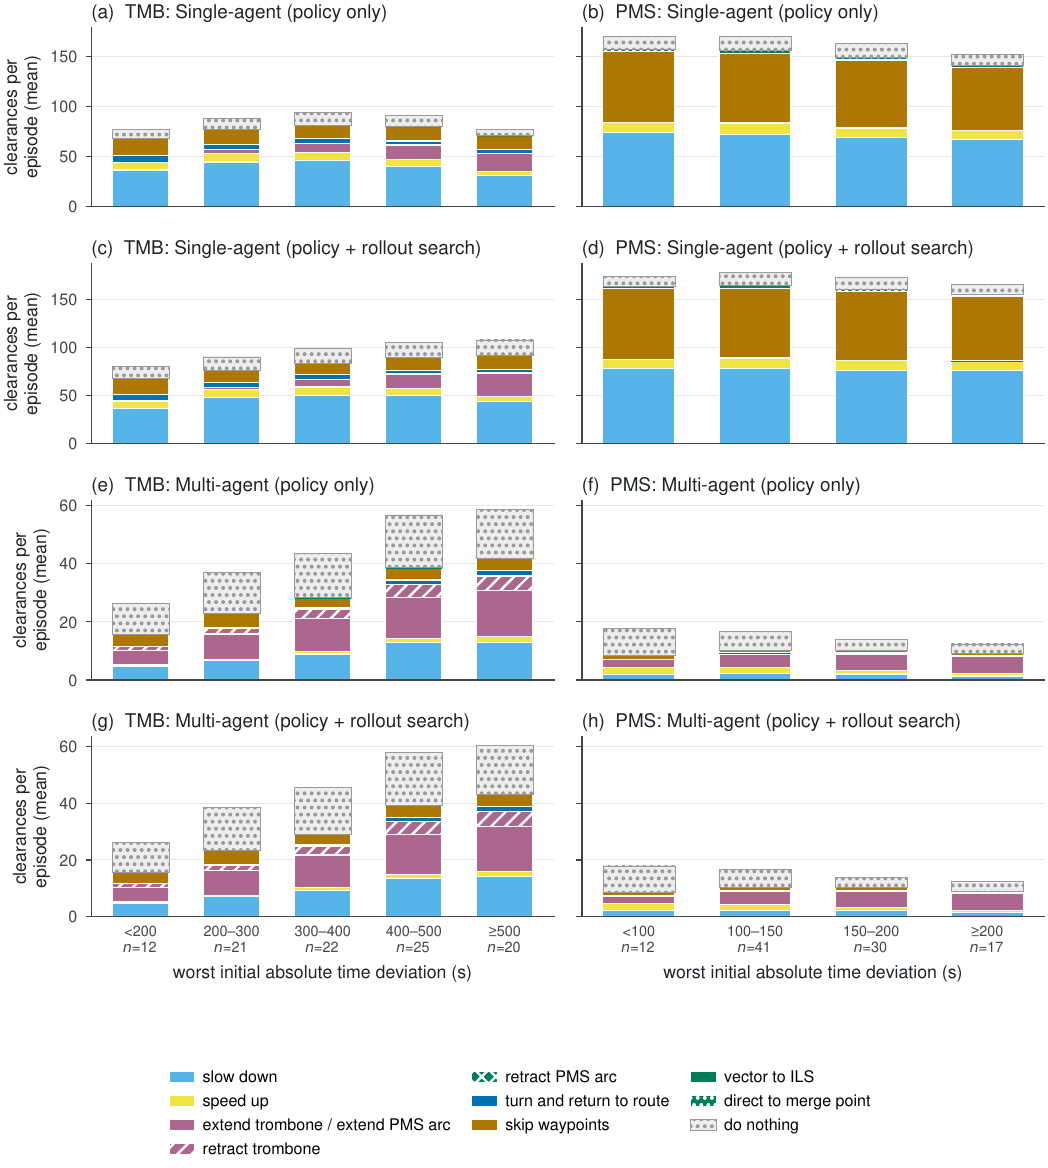 (a) TMB: Single-agent (policy only)
(b) PMS: Single-agent (policy only)
clearances per
episode (mean)
150
100
50
0
(c) TMB: Single-agent (policy + rollout search)
(d) PMS: Single-agent (policy + rollout search)
clearances per
episode (mean)
150
100
50
0
(e) TMB: Multi-agent (policy only)
(f) PMS: Multi-agent (policy only)
clearances per
episode (mean)
60
40
20
0
(g) TMB: Multi-agent (policy + rollout search)
(h) PMS: Multi-agent (policy + rollout search)
clearances per
episode (mean)
60
40
20
0
<200 200–300 300–400 400–500 ≥500
n=12 n=21 n=22 n=25 n=20
worst initial absolute time deviation (s)
<100 100–150 150–200 ≥200
n=12 n=41 n=30 n=17
worst initial absolute time deviation (s)
slow down
speed up
extend trombone / extend PMS arc
retract trombone
retract PMS arc
turn and return to route
skip waypoints
vector to ILS
direct to merge point
do nothing